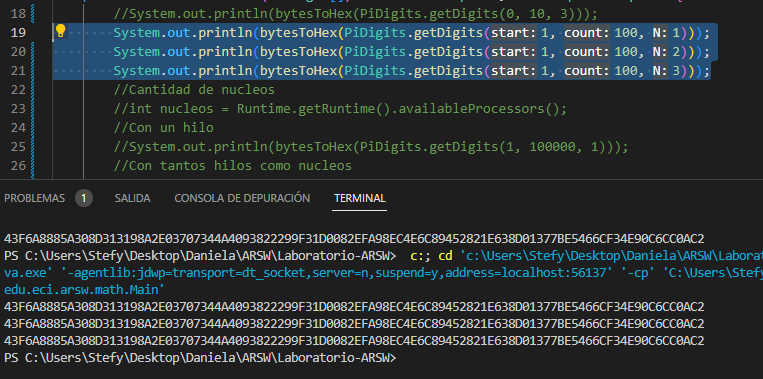 18 //System.out.println(bytesToHex(PiDigits.getDigits(0, 10, 3)));
19 System.out.println(bytesToHex(PiDigits.getDigits(start: 1, count: 100, N: 1)));
20 System.out.println(bytesToHex(PiDigits.getDigits(start: 1, count: 100, N: 2)));
21 System.out.println(bytesToHex(PiDigits.getDigits(start: 1, count: 100, N: 3)));
22 //Cantidad de nucleos
23 //int nucleos = Runtime.getRuntime().availableProcessors();
24 //Con un hilo
25 //System.out.println(bytesToHex(PiDigits.getDigits(1, 100000, 1)));
26 //Con tantos hilos como nucleos
PROBLEMAS 1 SALIDA CONSOLA DE DEPURACIÓN TERMINAL
43F6A8885A308D313198A2E03707344A4093822299F31D0082EFA98EC4E6C89452821E638D01377BE5466CF34E90C6CC0AC2
PS C:\Users\Stefy\Desktop\Daniela\ARSW\Laboratorio-ARSW> c:; cd 'c:\Users\Stefy\Desktop\Daniela\ARSW\Laborat
va.exe' '-agentlib:jdwp=transport=dt_socket,server=n,suspend=y,address=localhost:56137' '-cp' 'C:\Users\Stefy
edu.eci.arsw.math.Main'
43F6A8885A308D313198A2E03707344A4093822299F31D0082EFA98EC4E6C89452821E638D01377BE5466CF34E90C6CC0AC2
43F6A8885A308D313198A2E03707344A4093822299F31D0082EFA98EC4E6C89452821E638D01377BE5466CF34E90C6CC0AC2
43F6A8885A308D313198A2E03707344A4093822299F31D0082EFA98EC4E6C89452821E638D01377BE5466CF34E90C6CC0AC2
PS C:\Users\Stefy\Desktop\Daniela\ARSW\Laboratorio-ARSW>